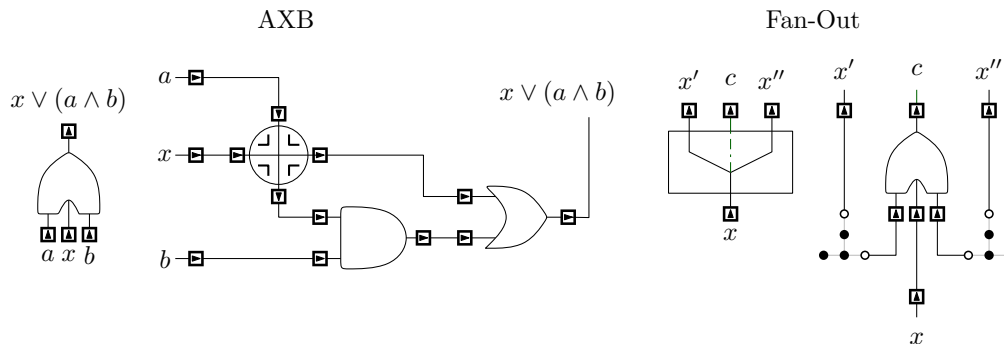 AXB
Fan-Out
x ∨ (a ∧ b)
a x b
a
x
b
x ∨ (a ∧ b)
x′ c x″
x
x′ c x″
x